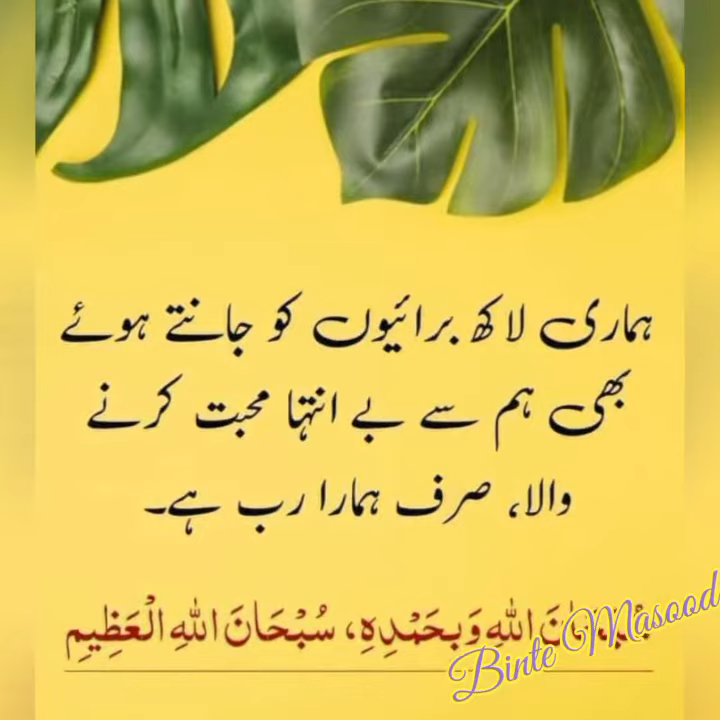 ہماری لاکھ برائیوں کو جانتے ہوئے
بھی ہم سے بے انتہا محبت کرنے
والا، صرف ہمارا رب ہے۔
سُبْحَانَ اللهِ وَبِحَمْدِهِ، سُبْحَانَ اللهِ الْعَظِيمِ
Binte Masood